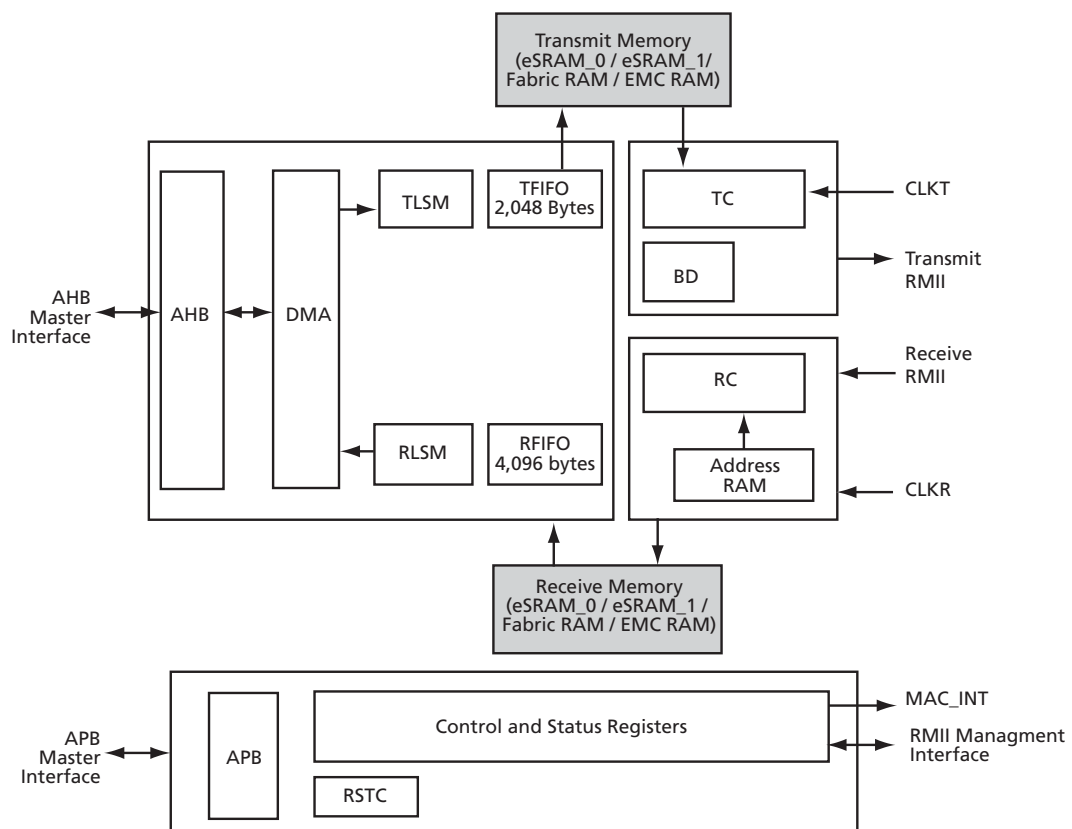 Transmit Memory
(eSRAM_0 / eSRAM_1/
Fabric RAM / EMC RAM)
TLSM
TFIFO
2,048 Bytes
TC
CLKT
BD
Transmit
RMII
AHB
Master
Interface
AHB
DMA
Receive
RMII
RC
RLSM
RFIFO
4,096 bytes
Address
RAM
CLKR
Receive Memory
(eSRAM_0 / eSRAM_1 /
Fabric RAM / EMC RAM)
MAC_INT
Control and Status Registers
RMII Managment
Interface
APB
Master
Interface
APB
RSTC